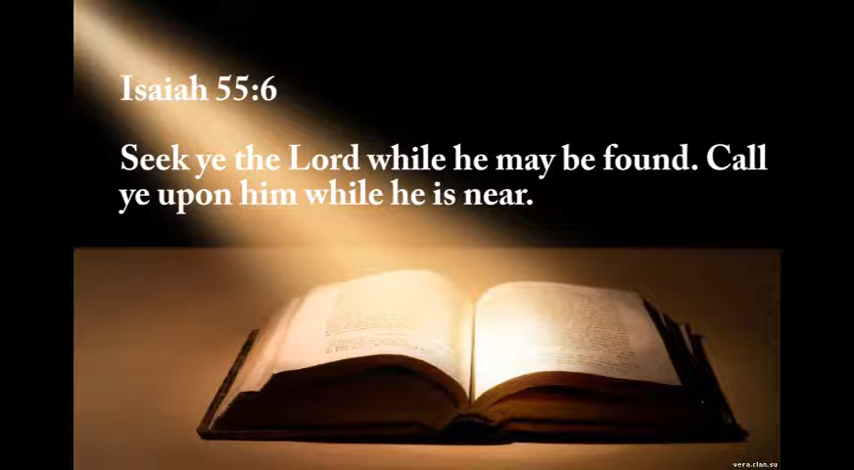 Isaiah 55:6
Seek ye the Lord while he may be found. Call
ye upon him while he is near.
vera.clan.su